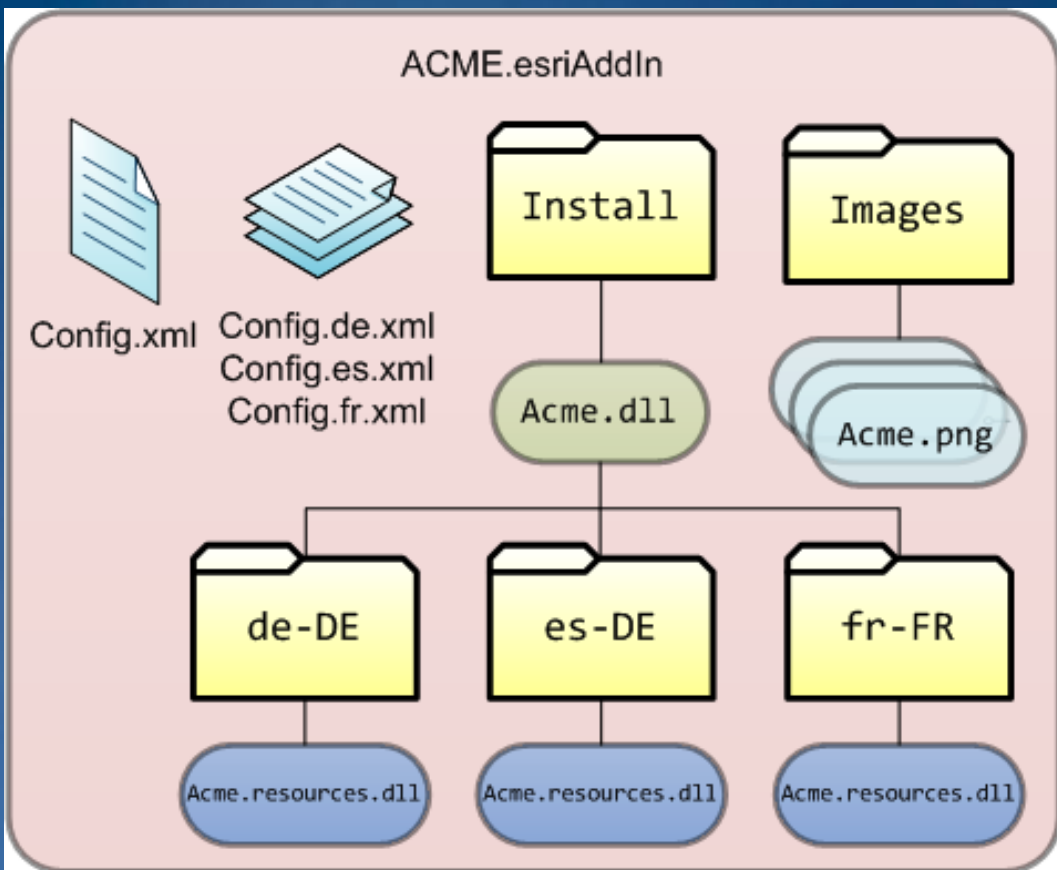 ACME.esriAddIn
Config.xml
Config.de.xml
Config.es.xml
Config.fr.xml
Install
Images
Acme.dll
Acme.png
de-DE
es-DE
fr-FR
Acme.resources.dll
Acme.resources.dll
Acme.resources.dll